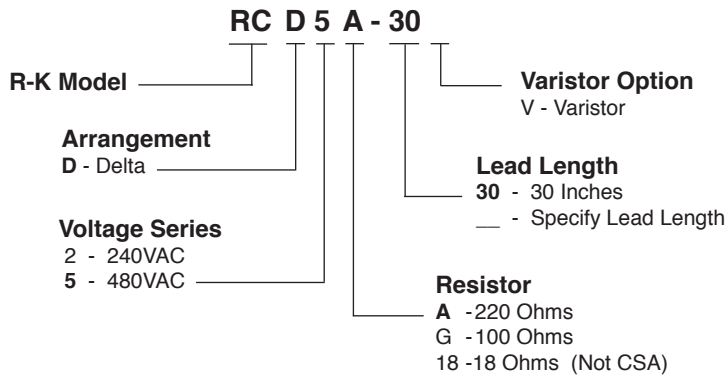 RC D 5 A - 30
R-K Model
Varistor Option
V - Varistor
Arrangement
D - Delta
Lead Length
30 - 30 Inches
__ - Specify Lead Length
Voltage Series
2 - 240VAC
5 - 480VAC
Resistor
A -220 Ohms
G -100 Ohms
18 -18 Ohms (Not CSA)